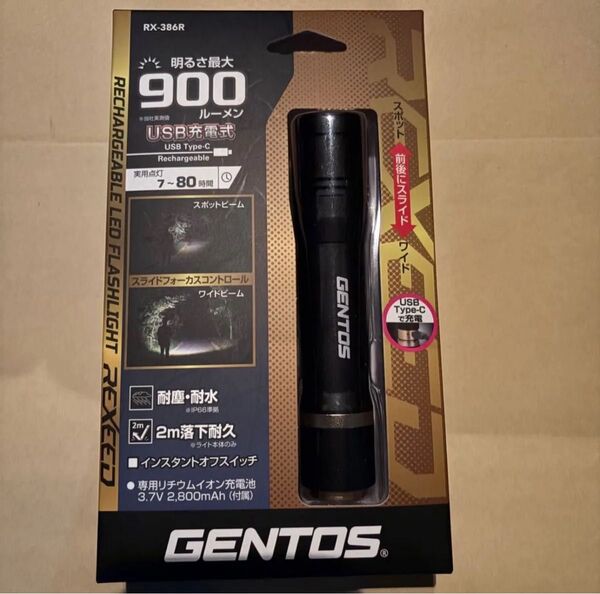 RX-386R
明るさ最大
900
ルーメン
※当社実測値
USB充電式
USB Type-C
Rechargeable
実用点灯
7～80時間
スポットビーム
スライドフォーカスコントロール
ワイドビーム
耐塵・耐水
※IP66準拠
2m
2m落下耐久
※ライト本体のみ
■インスタントオフスイッチ
●専用リチウムイオン充電池
3.7V 2,800mAh(付属)
RECHARGEABLE LED FLASHLIGHT REXEED
GENTOS
スポット
前後にスライド
ワイド
USB
Type-C
で充電
REXEED
GENTOS®